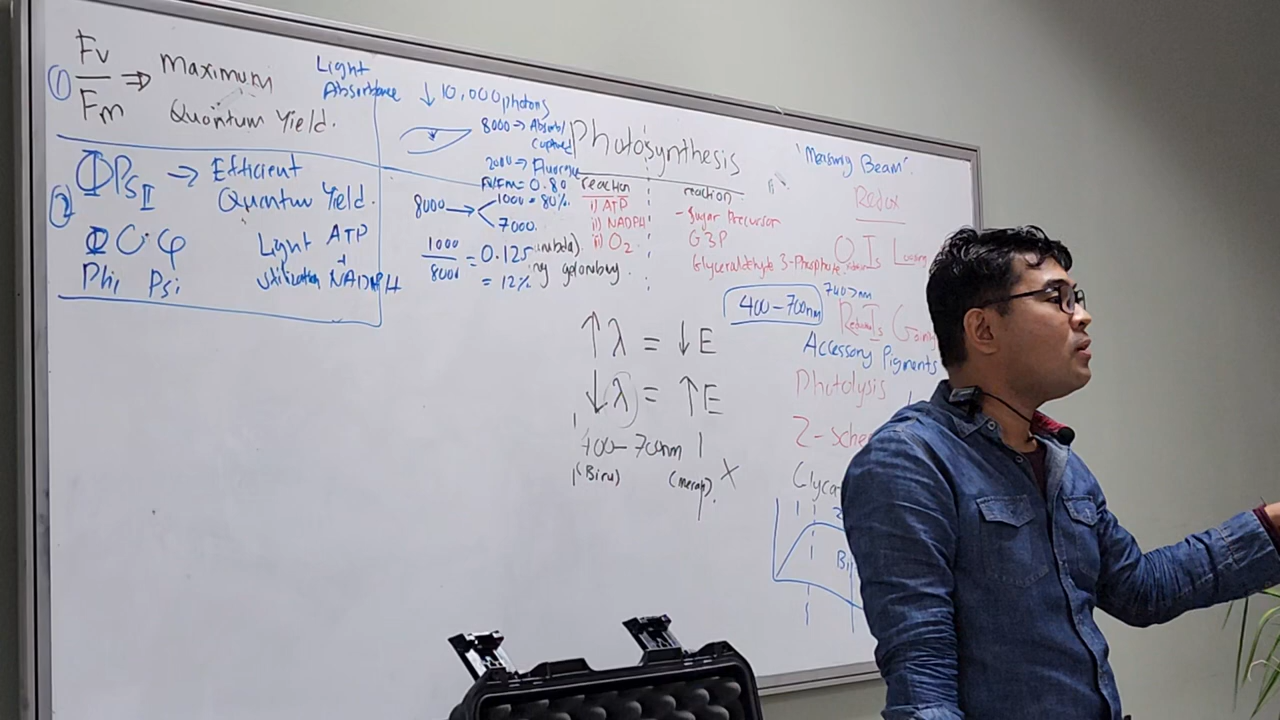 ① Fv/Fm ⇒ Maximum
Quantum Yield.
② ΦPSII → Efficient
Quantum Yield.
Φ
Phi Psi
Light ATP
+
utilization NADPH
Light
Absorbance
↓ 10,000 photons
8000 → Absorb/
captured
2000 →
Fv/Fm = 0.80
8000 → 1000 = 80%.
7000.
1000/8000 = 0.125
= 12%
Photosynthesis
reaction
i) ATP
ii) NADPH
iii) O2
reaction
- Sugar Precursor
G3P
Glyceraldehyde 3-Phosphate
400-700nm
↑λ = ↓E
↓λ = ↑E
400-700nm
(Biru) (merah). X
"Measuring Beam".
Redox
OIs Loosing
Is
Accessory Pigments
Photolysis